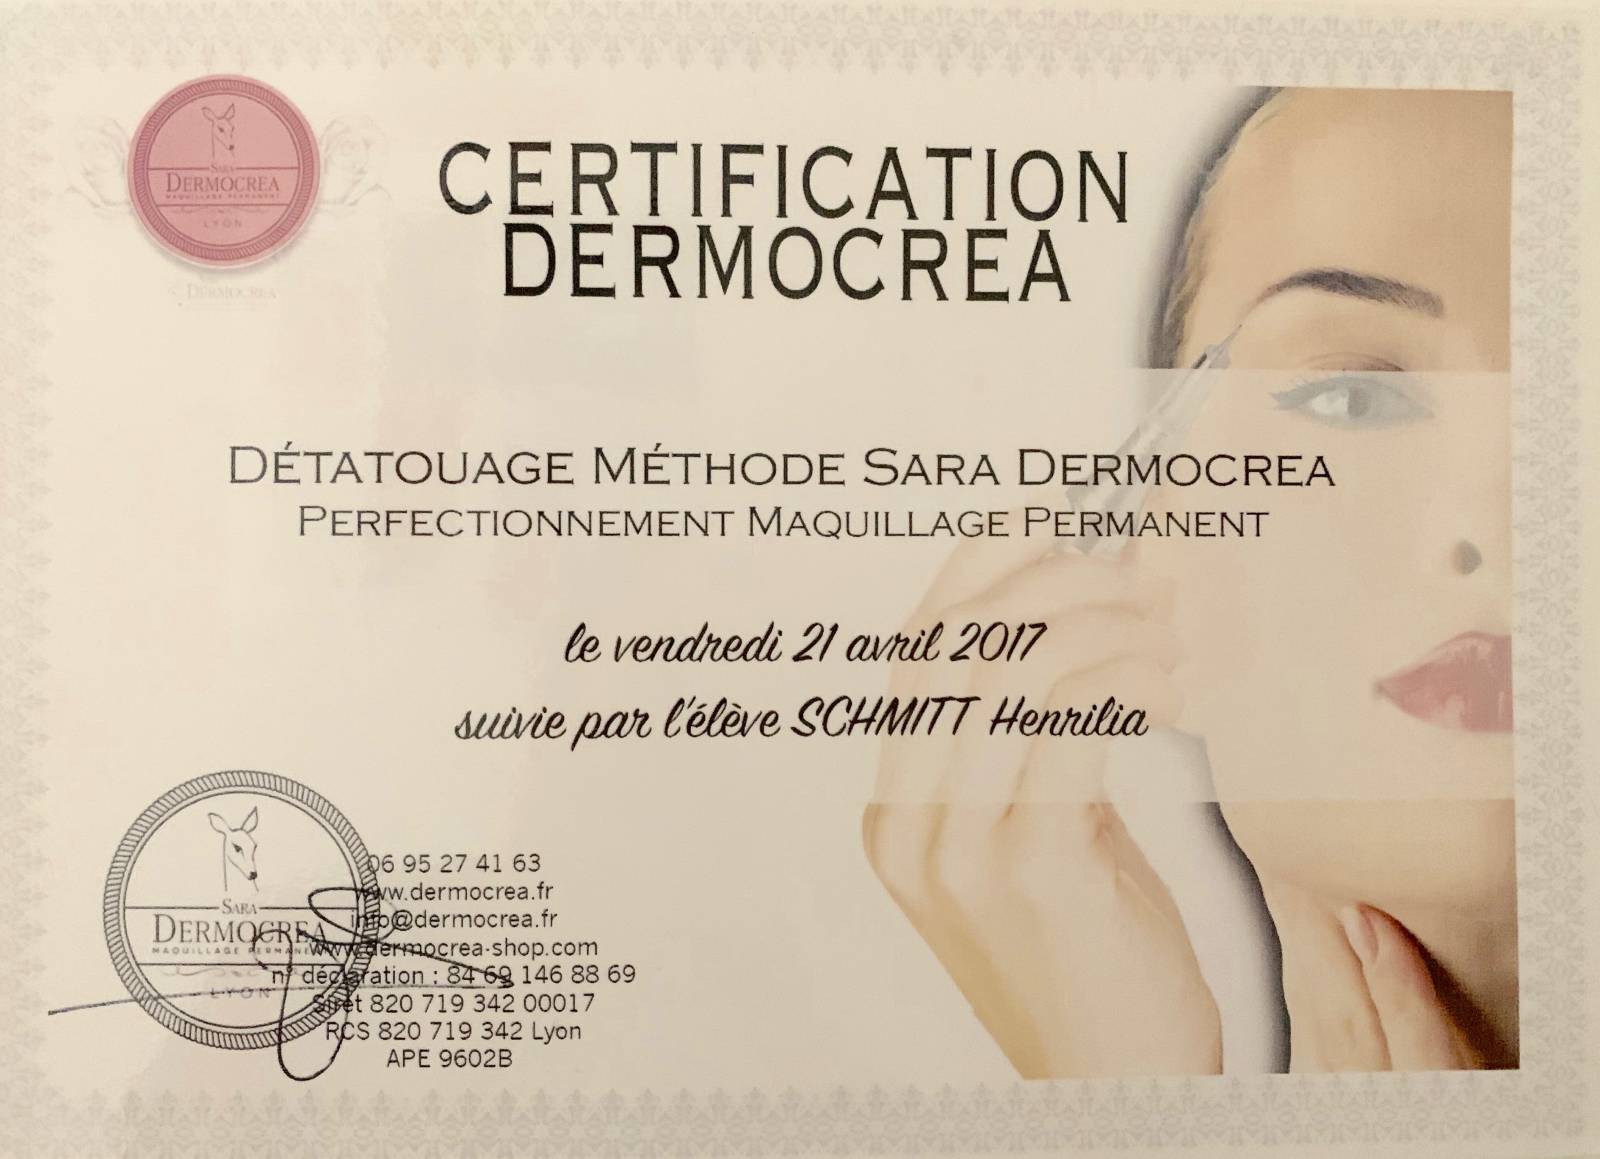 SARA
DERMOCREA
MAQUILLAGE PERMANENT
LYON
DERMOCREA
CERTIFICATION
DERMOCREA
DÉTATOUAGE MÉTHODE SARA DERMOCREA
PERFECTIONNEMENT MAQUILLAGE PERMANENT
le vendredi 21 avril 2017
suivie par l'élève SCHMITT Henrilia
SARA
DERMOCREA
MAQUILLAGE PERMANENT
LYON
06 95 27 41 63
www.dermocrea.fr
info@dermocrea.fr
www.dermocrea-shop.com
n° déclaration : 84 69 146 88 69
Siret 820 719 342 00017
RCS 820 719 342 Lyon
APE 9602B